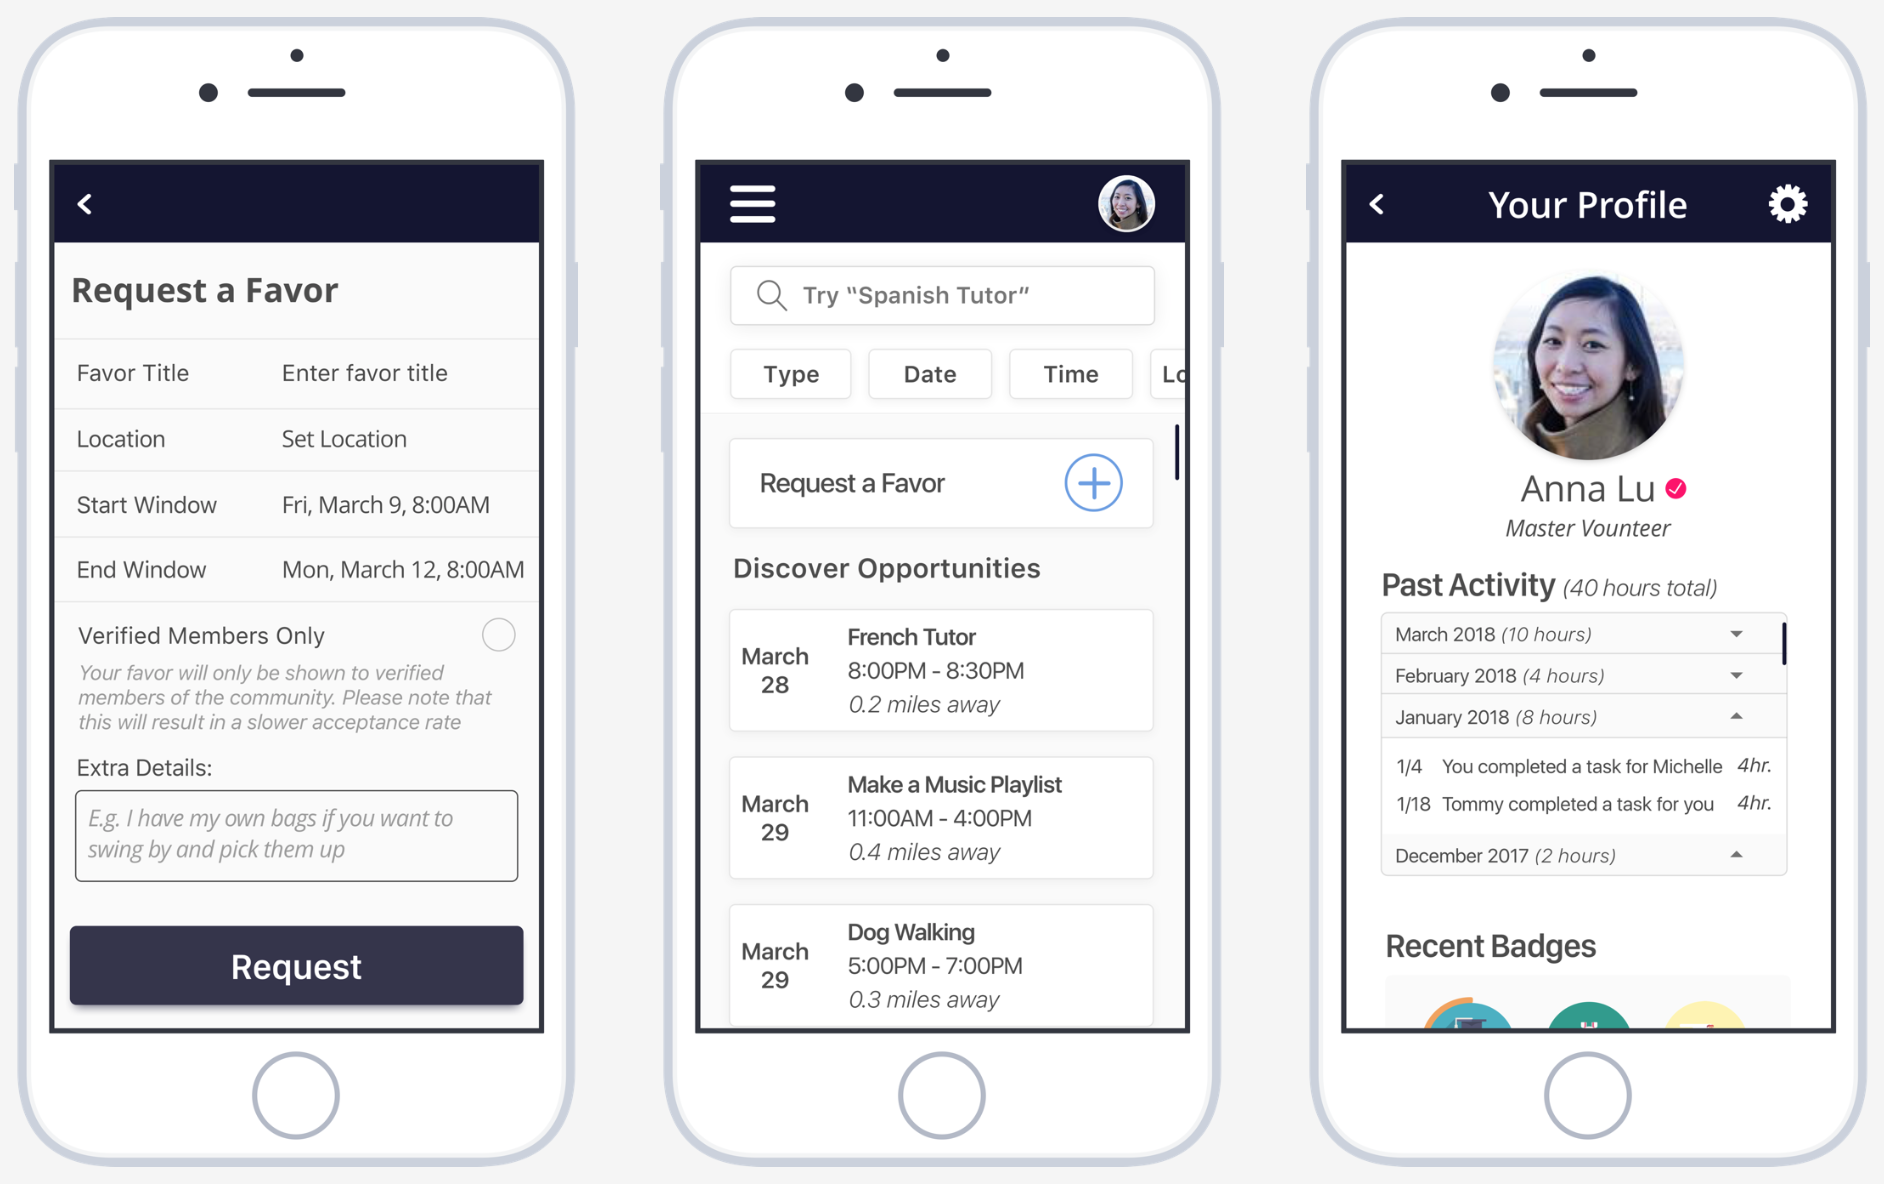 Request a Favor
Favor Title Enter favor title
Location Set Location
Start Window Fri, March 9, 8:00AM
End Window Mon, March 12, 8:00AM
Verified Members Only
Your favor will only be shown to verified
members of the community. Please note that
this will result in a slower acceptance rate
Extra Details:
E.g. I have my own bags if you want to
swing by and pick them up
Request
Try “Spanish Tutor”
Type Date Time Lo
Request a Favor
Discover Opportunities
March
28
French Tutor
8:00PM - 8:30PM
0.2 miles away
March
29
Make a Music Playlist
11:00AM - 4:00PM
0.4 miles away
March
29
Dog Walking
5:00PM - 7:00PM
0.3 miles away
Your Profile
Anna Lu
Master Vounteer
Past Activity (40 hours total)
March 2018 (10 hours)
February 2018 (4 hours)
January 2018 (8 hours)
1/4 You completed a task for Michelle 4hr.
1/18 Tommy completed a task for you 4hr.
December 2017 (2 hours)
Recent Badges